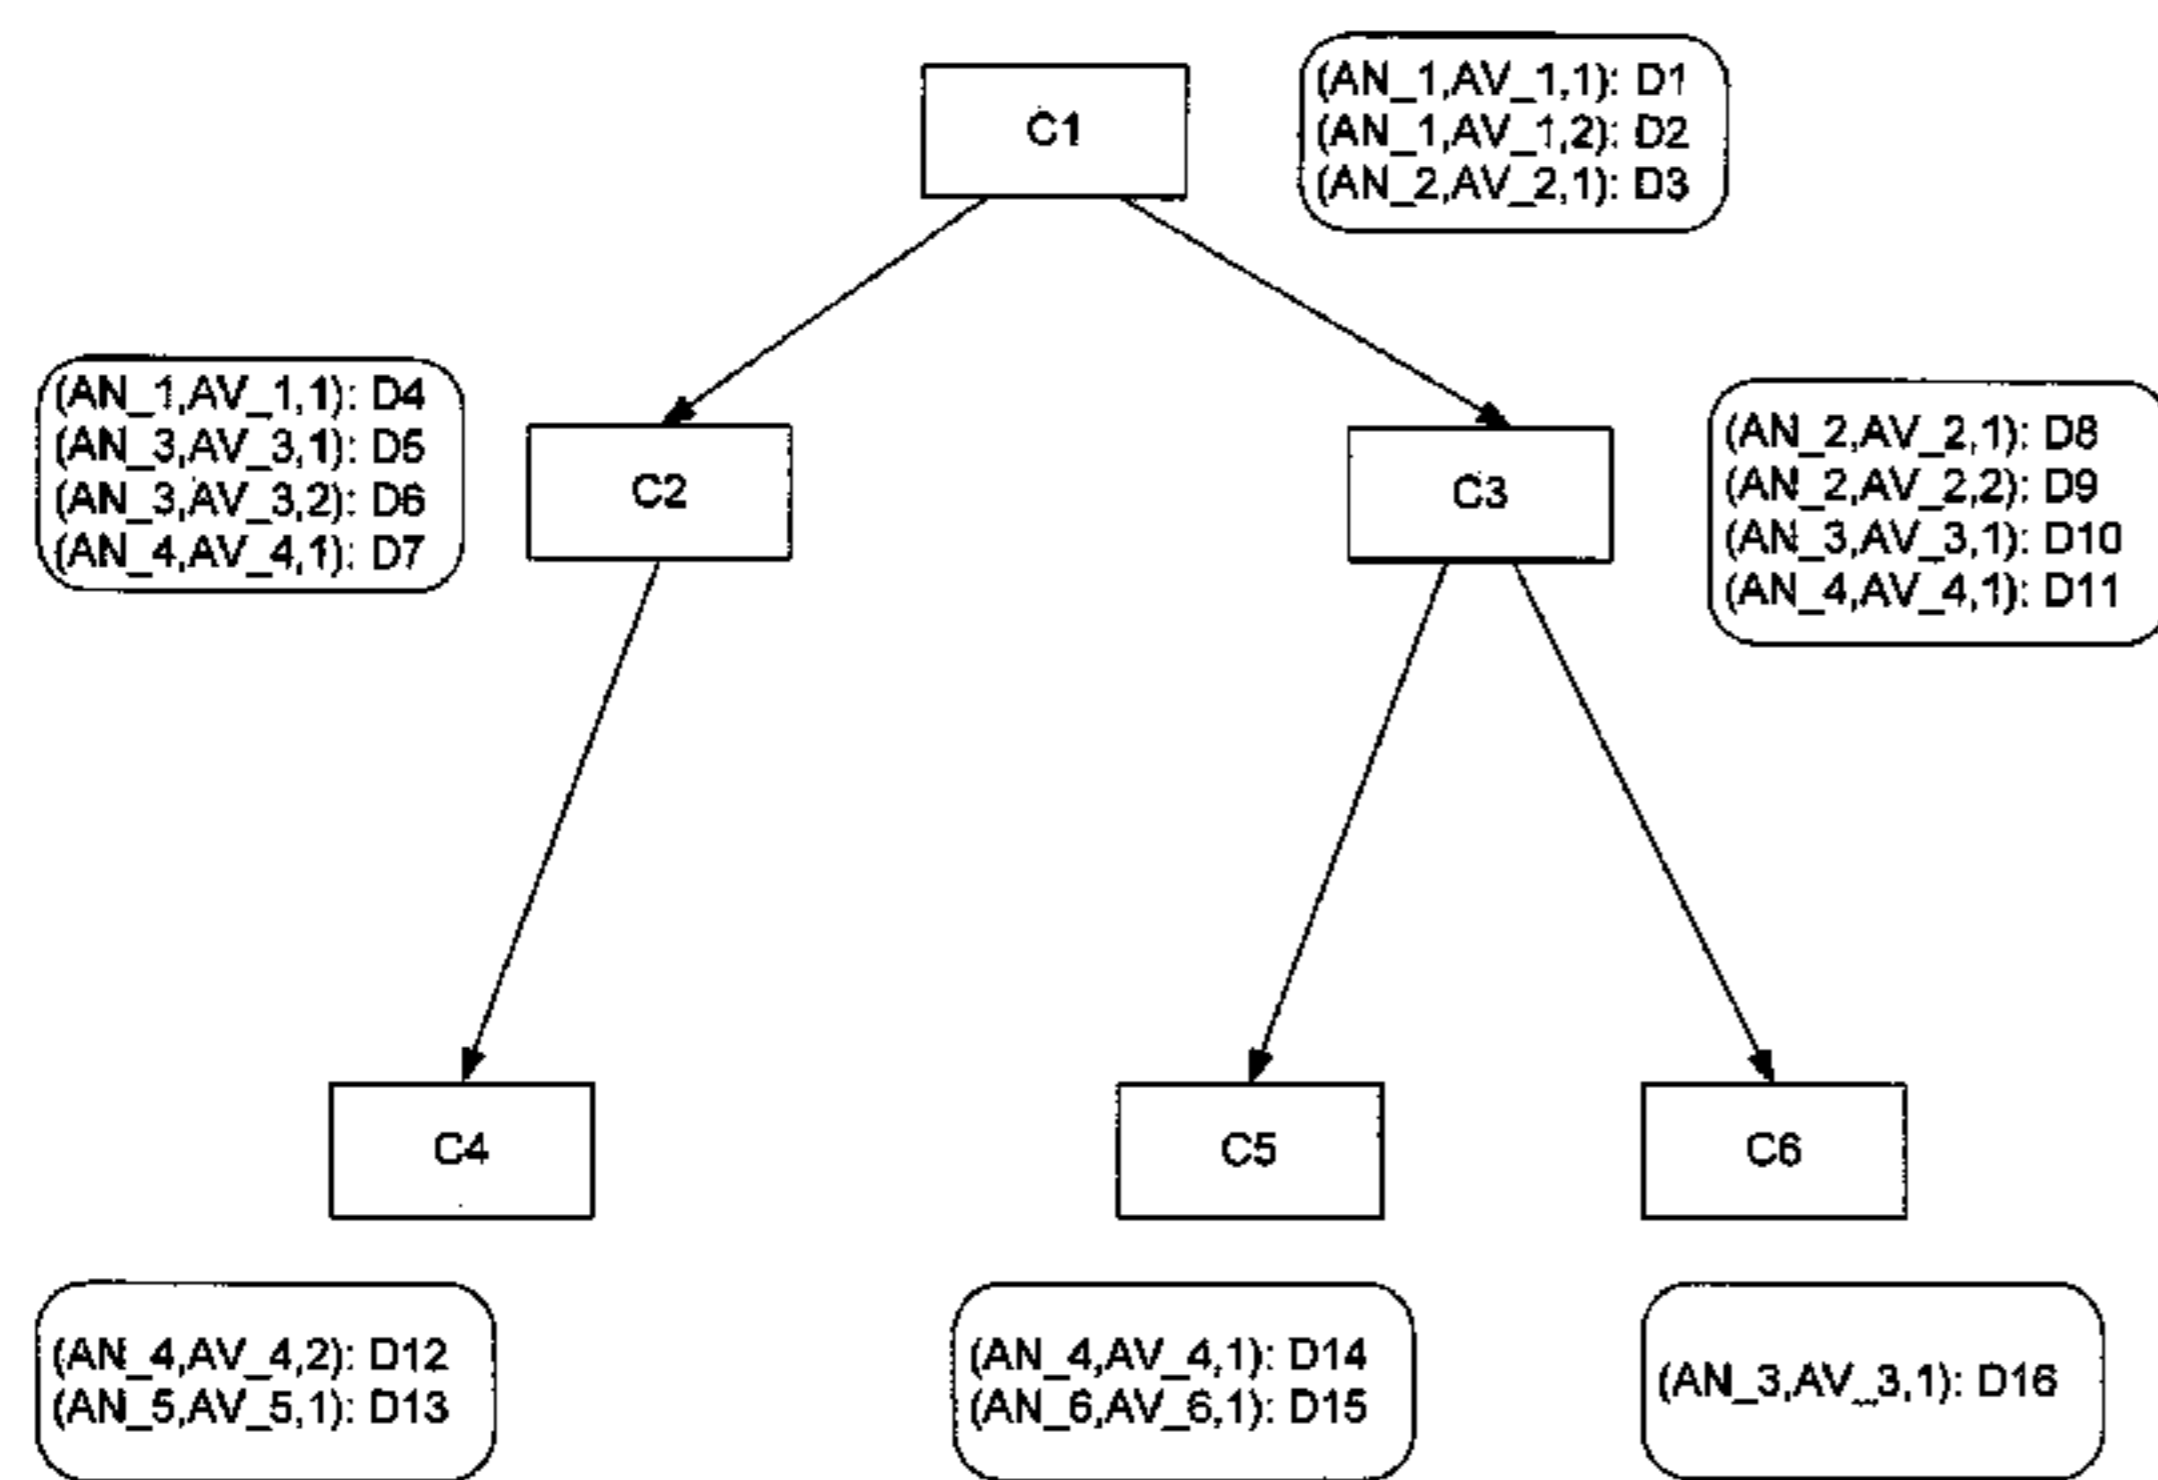 C1
(AN_1,AV_1,1): D1
(AN_1,AV_1,2): D2
(AN_2,AV_2,1): D3
(AN_1,AV_1,1): D4
(AN_3,AV_3,1): D5
(AN_3,AV_3,2): D6
(AN_4,AV_4,1): D7
C2
C3
(AN_2,AV_2,1): D8
(AN_2,AV_2,2): D9
(AN_3,AV_3,1): D10
(AN_4,AV_4,1): D11
C4
C5
C6
(AN_4,AV_4,2): D12
(AN_5,AV_5,1): D13
(AN_4,AV_4,1): D14
(AN_6,AV_6,1): D15
(AN_3,AV_3,1): D16